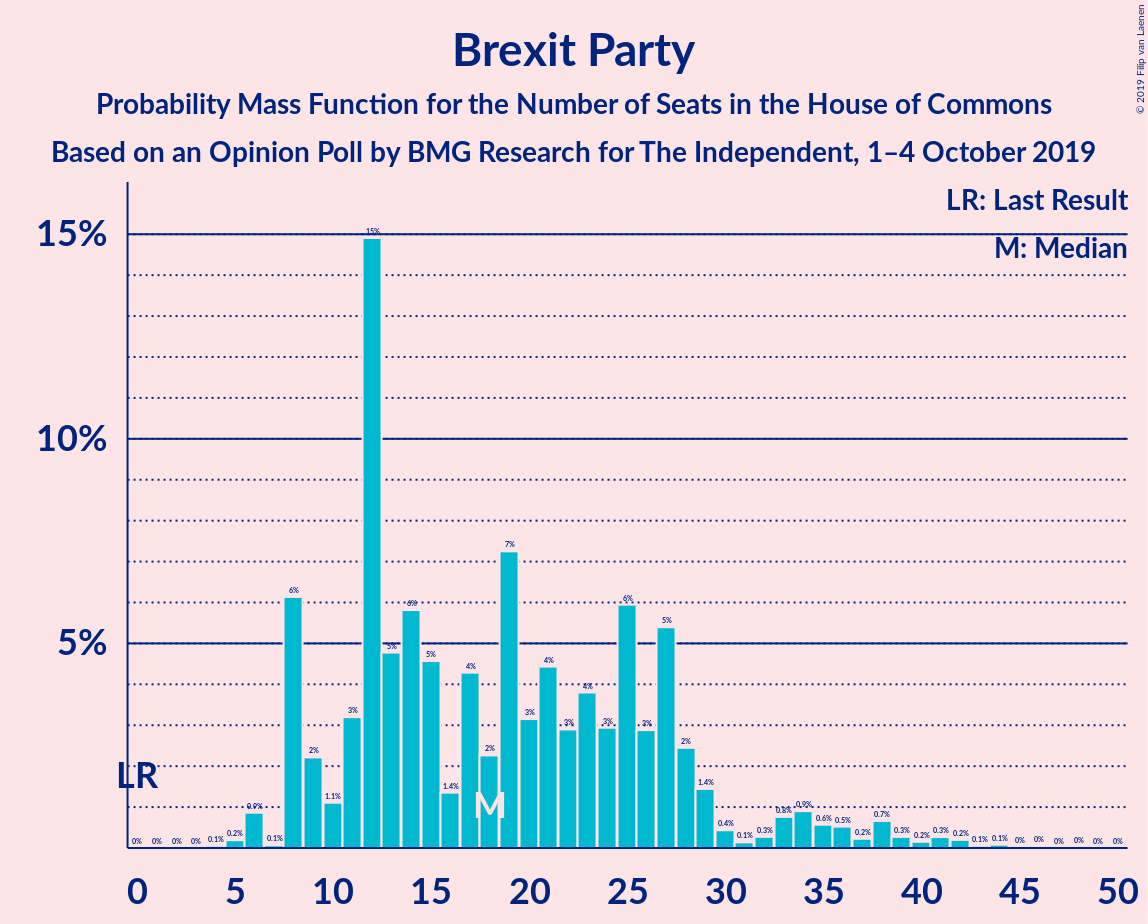 Brexit Party
Probability Mass Function for the Number of Seats in the House of Commons
Based on an Opinion Poll by BMG Research for The Independent, 1–4 October 2019
© 2019 Filip van Laenen
LR: Last Result
M: Median
15%
10%
5%
LR
M
0% 0% 0% 0% 0.1% 0.2% 0.9% 0.1% 6% 2% 1.1% 3% 15% 5% 6% 5% 1.4% 4% 2% 7% 3% 4% 3% 4% 3% 6% 3% 5% 2% 1.4% 0.4% 0.1% 0.3% 0.8% 0.9% 0.6% 0.5% 0.2% 0.7% 0.3% 0.2% 0.3% 0.2% 0.1% 0.1% 0% 0% 0% 0% 0% 0%
0 5 10 15 20 25 30 35 40 45 50